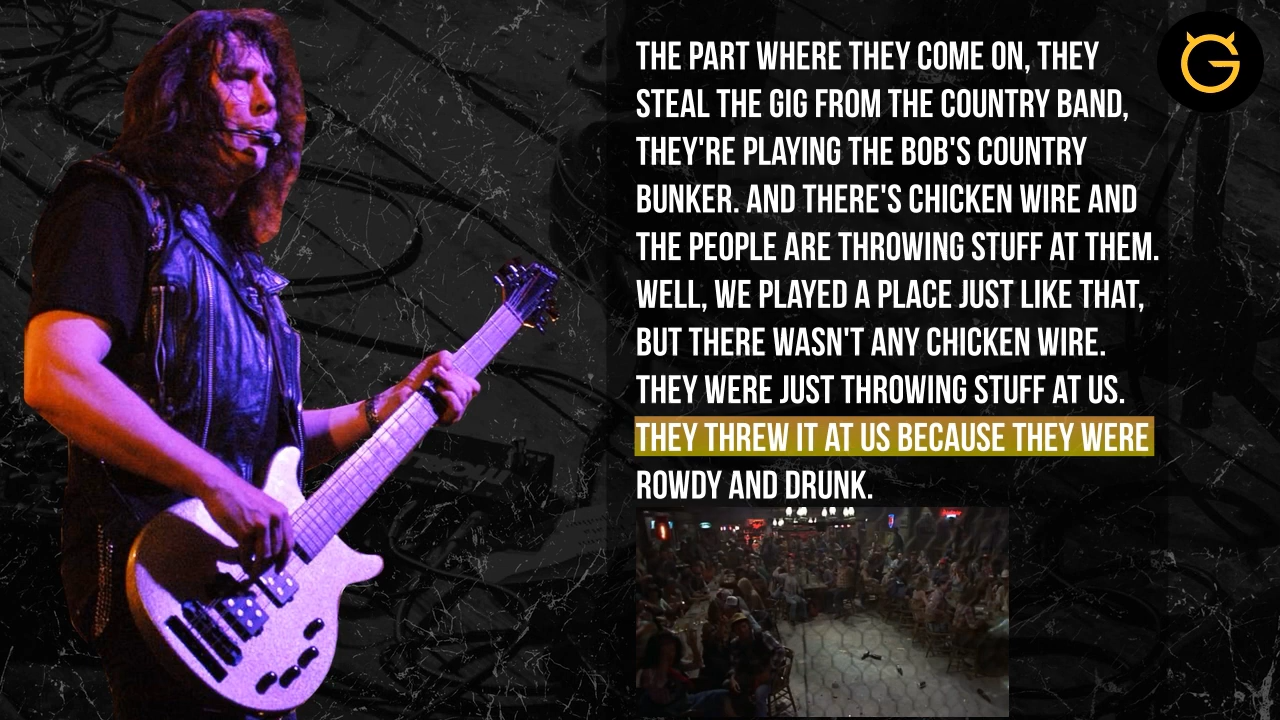 THE PART WHERE THEY COME ON, THEY
STEAL THE GIG FROM THE COUNTRY BAND,
THEY'RE PLAYING THE BOB'S COUNTRY
BUNKER. AND THERE'S CHICKEN WIRE AND
THE PEOPLE ARE THROWING STUFF AT THEM.
WELL, WE PLAYED A PLACE JUST LIKE THAT,
BUT THERE WASN'T ANY CHICKEN WIRE.
THEY WERE JUST THROWING STUFF AT US.
THEY THREW IT AT US BECAUSE THEY WERE
ROWDY AND DRUNK.